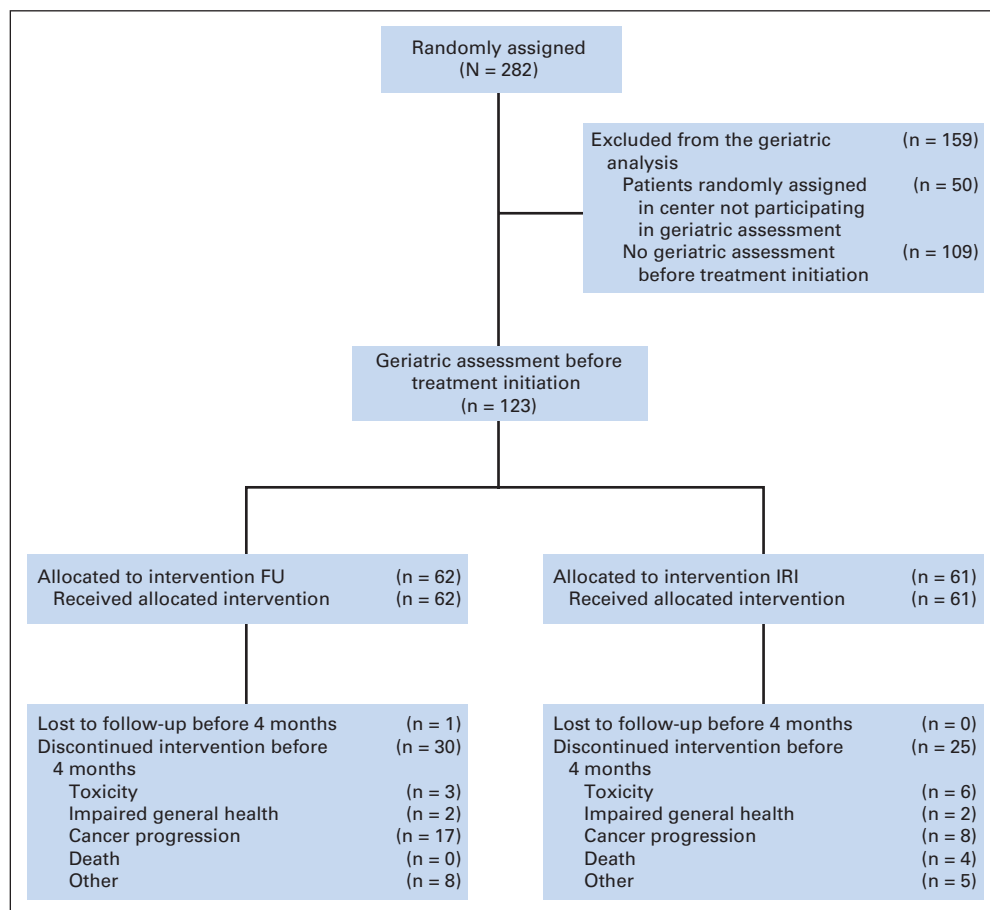 Randomly assigned
(N = 282)
Excluded from the geriatric (n = 159)
analysis
Patients randomly assigned (n = 50)
in center not participating
in geriatric assessment
No geriatric assessment (n = 109)
before treatment initiation
Geriatric assessment before
treatment initiation
(n = 123)
Allocated to intervention FU (n = 62)
Received allocated intervention (n = 62)
Allocated to intervention IRI (n = 61)
Received allocated intervention (n = 61)
Lost to follow-up before 4 months (n = 1)
Discontinued intervention before (n = 30)
4 months
Toxicity (n = 3)
Impaired general health (n = 2)
Cancer progression (n = 17)
Death (n = 0)
Other (n = 8)
Lost to follow-up before 4 months (n = 0)
Discontinued intervention before (n = 25)
4 months
Toxicity (n = 6)
Impaired general health (n = 2)
Cancer progression (n = 8)
Death (n = 4)
Other (n = 5)